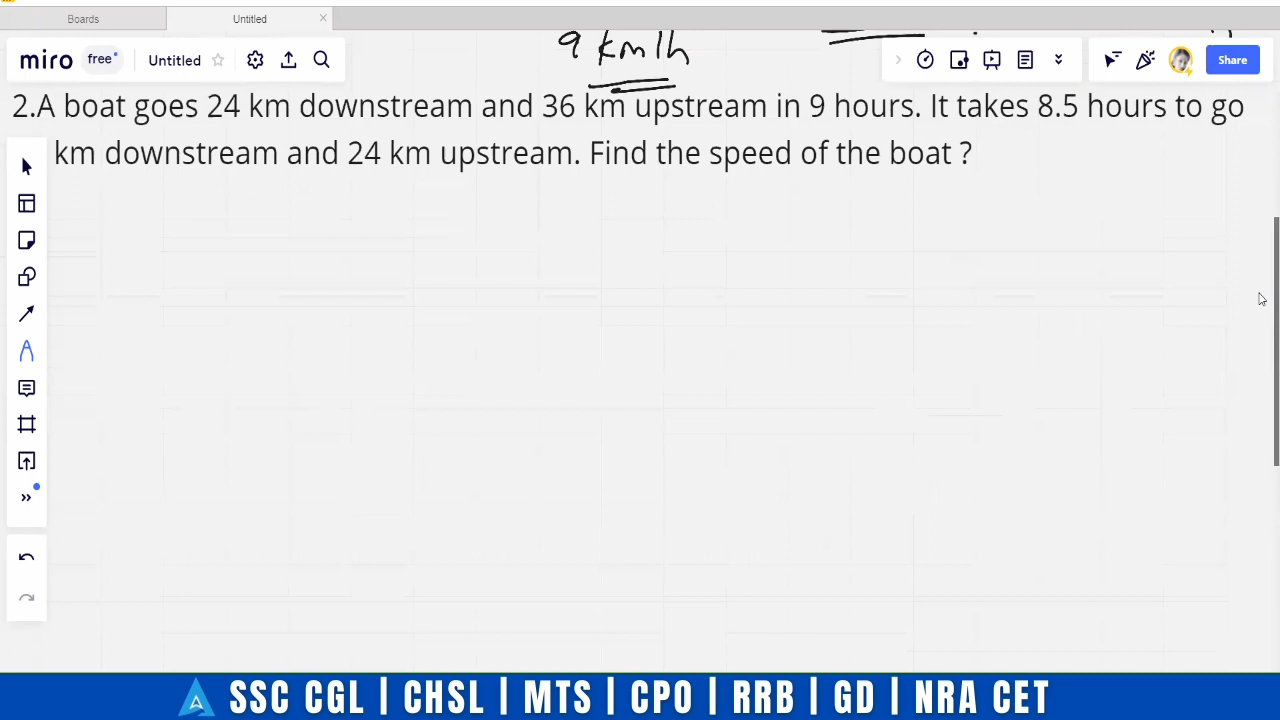 Boards
Untitled
9 km/h
miro free Untitled
Share
2.A boat goes 24 km downstream and 36 km upstream in 9 hours. It takes 8.5 hours to go
km downstream and 24 km upstream. Find the speed of the boat ?
SSC CGL | CHSL | MTS | CPO | RRB | GD | NRA CET